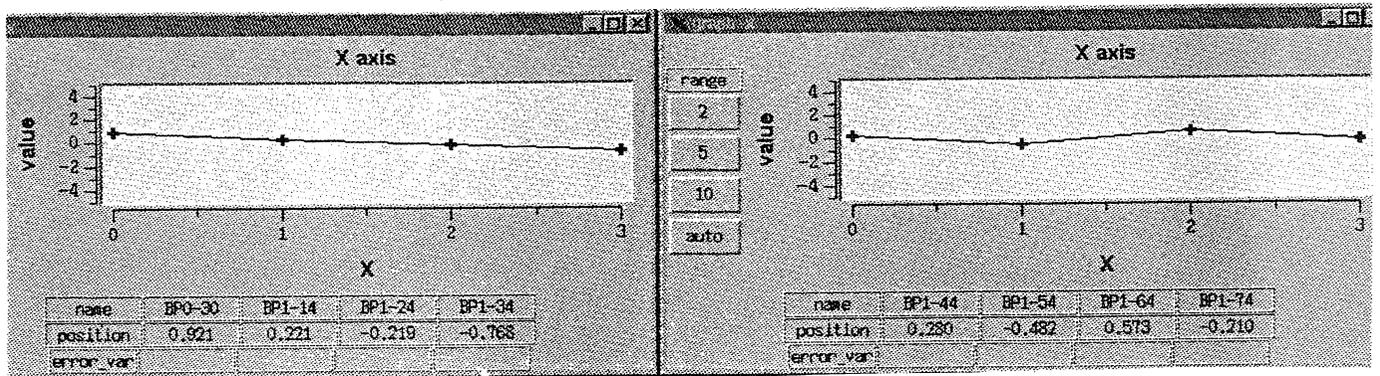 X axis
value
4
2
0
-2
-4
0 1 2 3
X
name BP0-30 BP1-14 BP1-24 BP1-34
position 0.921 0.221 -0.219 -0.768
error_var
X axis
range
2
5
10
auto
value
4
2
0
-2
-4
0 1 2 3
X
name BP1-44 BP1-54 BP1-64 BP1-74
position 0.280 -0.482 0.573 -0.210
error_var